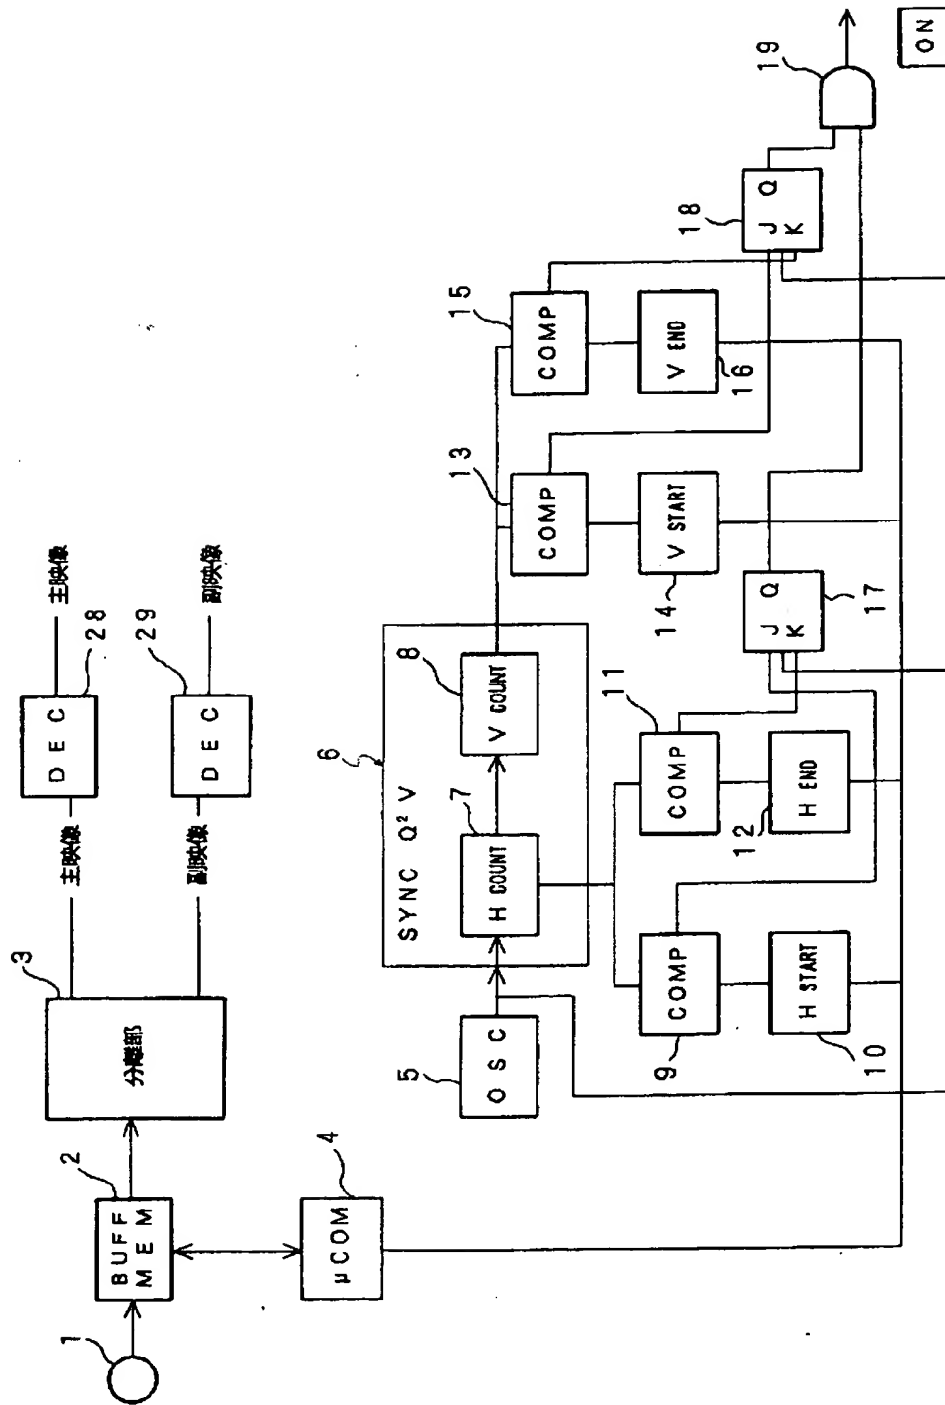 1
2
BUFF
MEM
3
分離部
主映像
副映像
28
DEC
主映像
29
DEC
副映像
4
μCOM
5
OSC
6
SYNC Q² V
7
H COUNT
8
V COUNT
9
COMP
10
H START
11
COMP
12
H END
13
COMP
14
V START
15
COMP
16
V END
17
J Q
K
18
J Q
K
19
ON